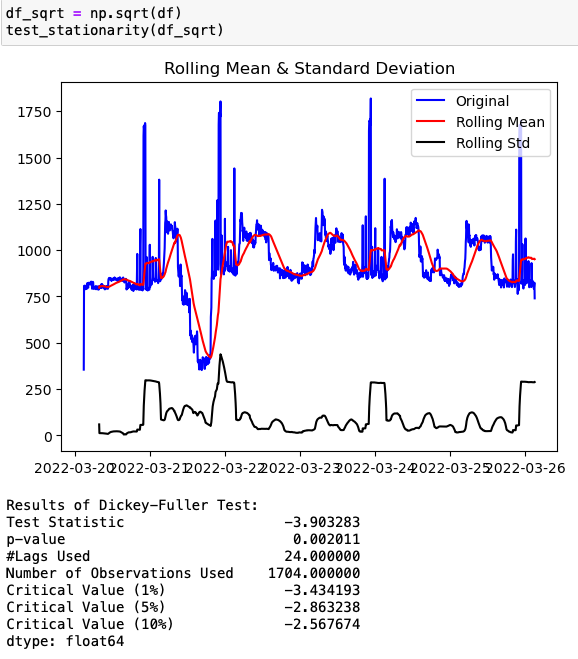 df_sqrt = np.sqrt(df)
test_stationarity(df_sqrt)
Rolling Mean & Standard Deviation
Original
Rolling Mean
Rolling Std
1750
1500
1250
1000
750
500
250
0
2022-03-20 2022-03-21 2022-03-22 2022-03-23 2022-03-24 2022-03-25 2022-03-26
Results of Dickey-Fuller Test:
Test Statistic -3.903283
p-value 0.002011
#Lags Used 24.000000
Number of Observations Used 1704.000000
Critical Value (1%) -3.434193
Critical Value (5%) -2.863238
Critical Value (10%) -2.567674
dtype: float64